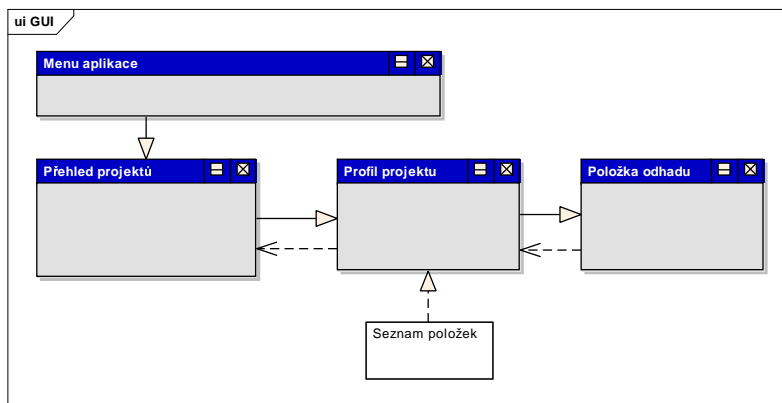 ui GUI
Menu aplikace
Přehled projektů
Profil projektu
Položka odhadu
Seznam položek